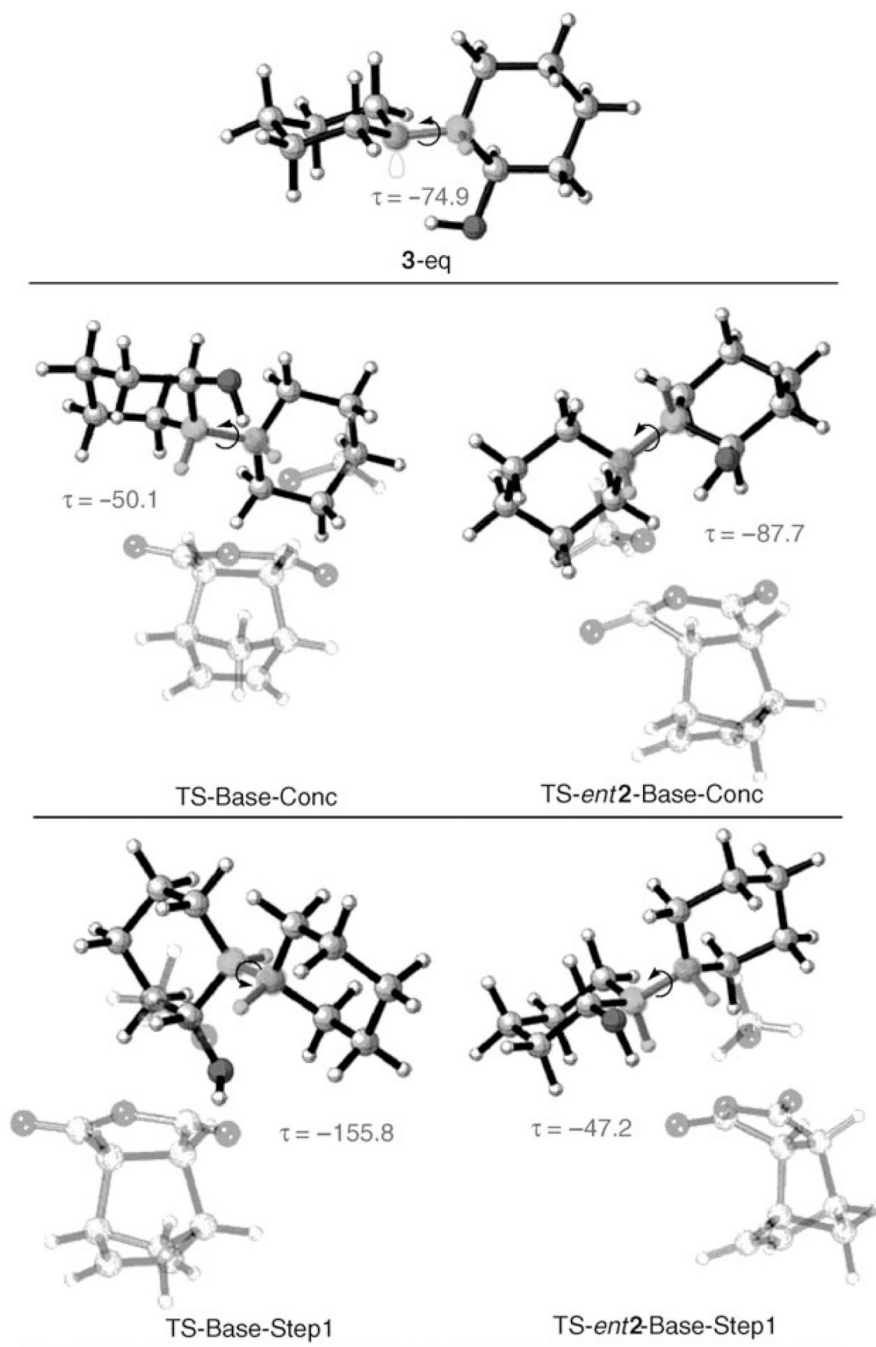 τ = −74.9
3-eq
τ = −50.1
τ = −87.7
TS-Base-Conc
TS-ent2-Base-Conc
τ = −155.8
τ = −47.2
TS-Base-Step1
TS-ent2-Base-Step1